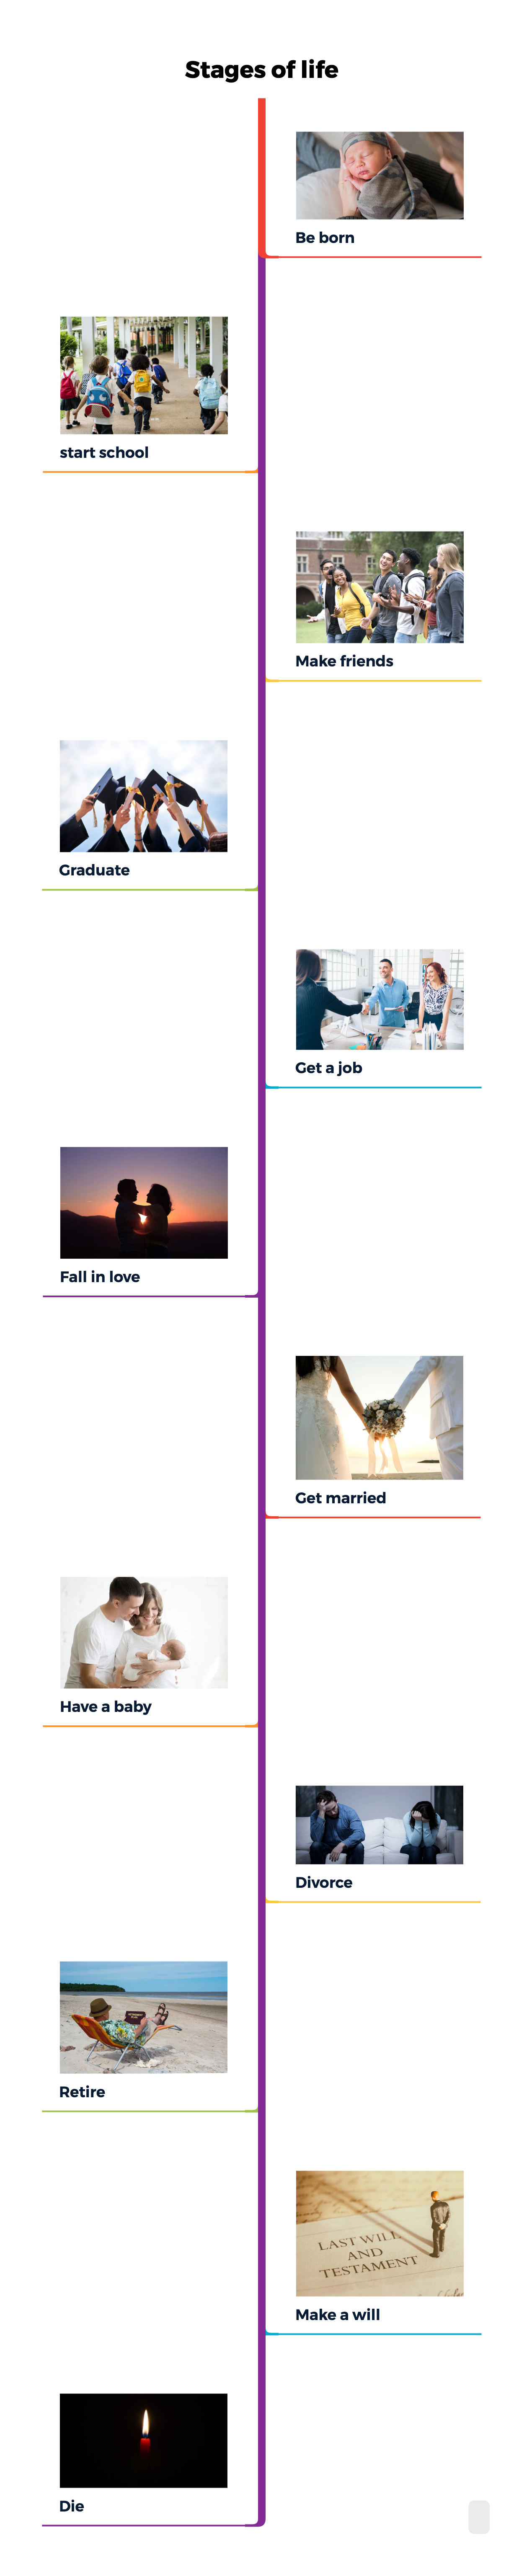 Stages of life
Be born
start school
Make friends
Graduate
Get a job
Fall in love
Get married
Have a baby
Divorce
Retire
LAST WILL
AND
TESTAMENT
Make a will
Die